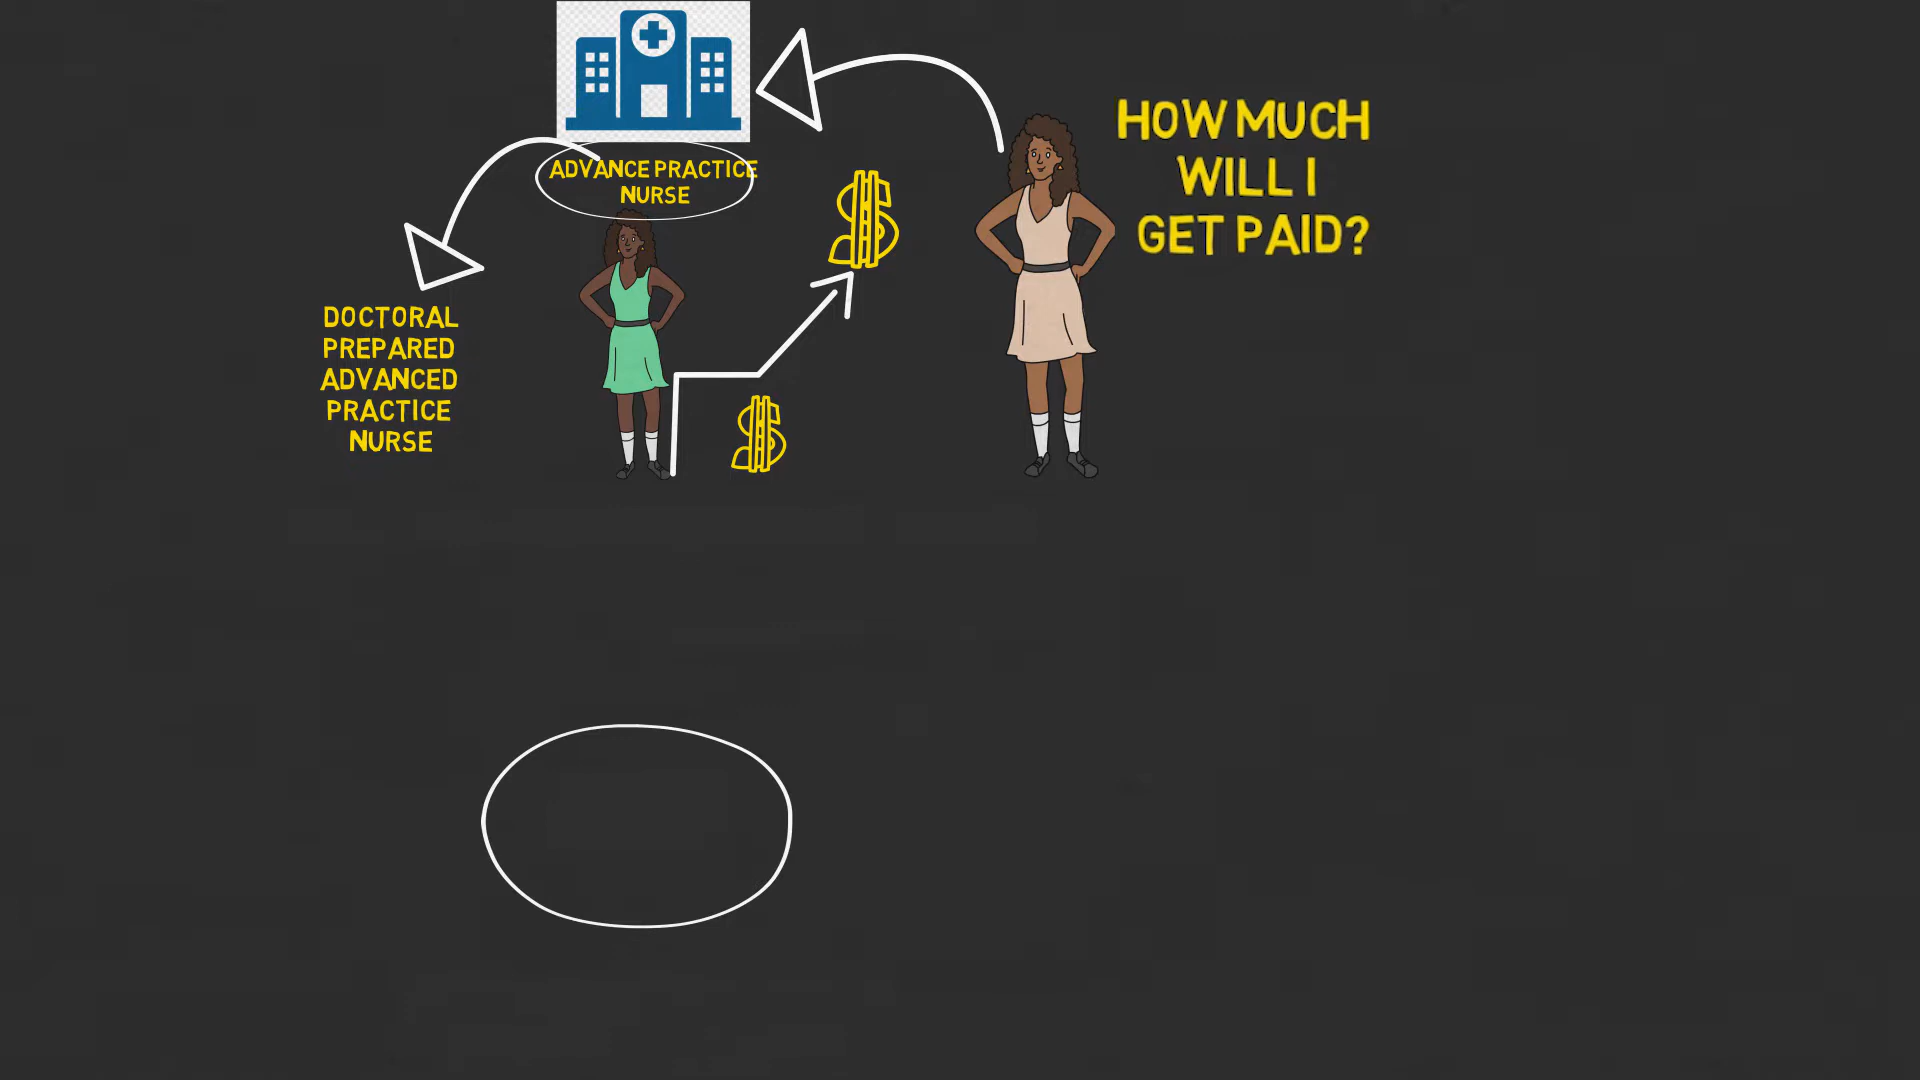 HOW MUCH
WILL I
GET PAID?
ADVANCE PRACTICE
NURSE
DOCTORAL
PREPARED
ADVANCED
PRACTICE
NURSE